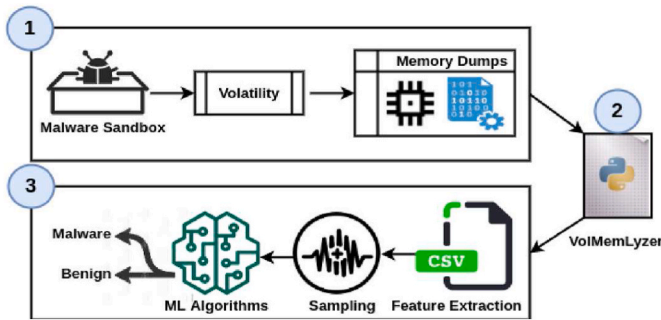 1
Memory Dumps
Volatility
Malware Sandbox
2
VolMemLyzer
3
Malware
Benign
CSV
ML Algorithms
Sampling
Feature Extraction